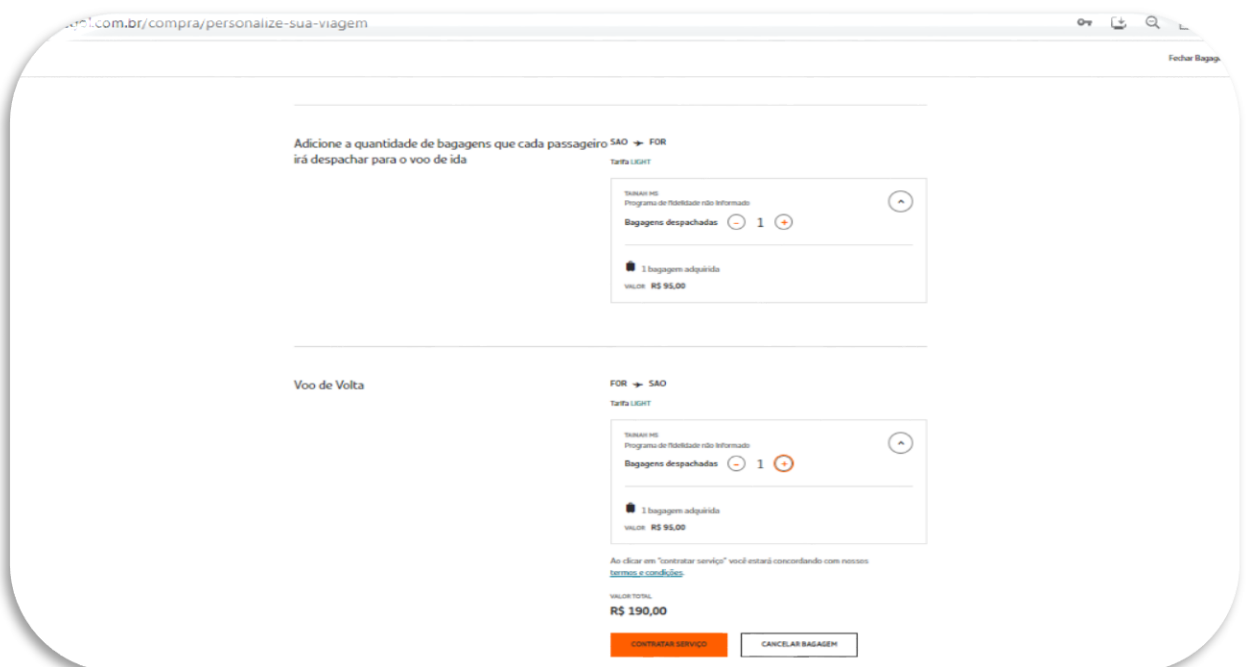 .com.br/compra/personalize-sua-viagem
Fechar
Adicione a quantidade de bagagens que cada passageiro
irá despachar para o voo de ida
SAO FOR
Tarifa LIGHT
TAINAH MS
Programa de fidelidade não informado
Bagagens despachadas - 1 +
1 bagagem adquirida
VALOR R$ 95,00
Voo de Volta
FOR SAO
Tarifa LIGHT
TAINAH MS
Programa de fidelidade não informado
Bagagens despachadas - 1 +
1 bagagem adquirida
VALOR R$ 95,00
Ao clicar em "contratar serviço" você estará concordando com nossos
termos e condições.
VALOR TOTAL
R$ 190,00
CONTRATAR SERVIÇO
CANCELAR BAGAGEM